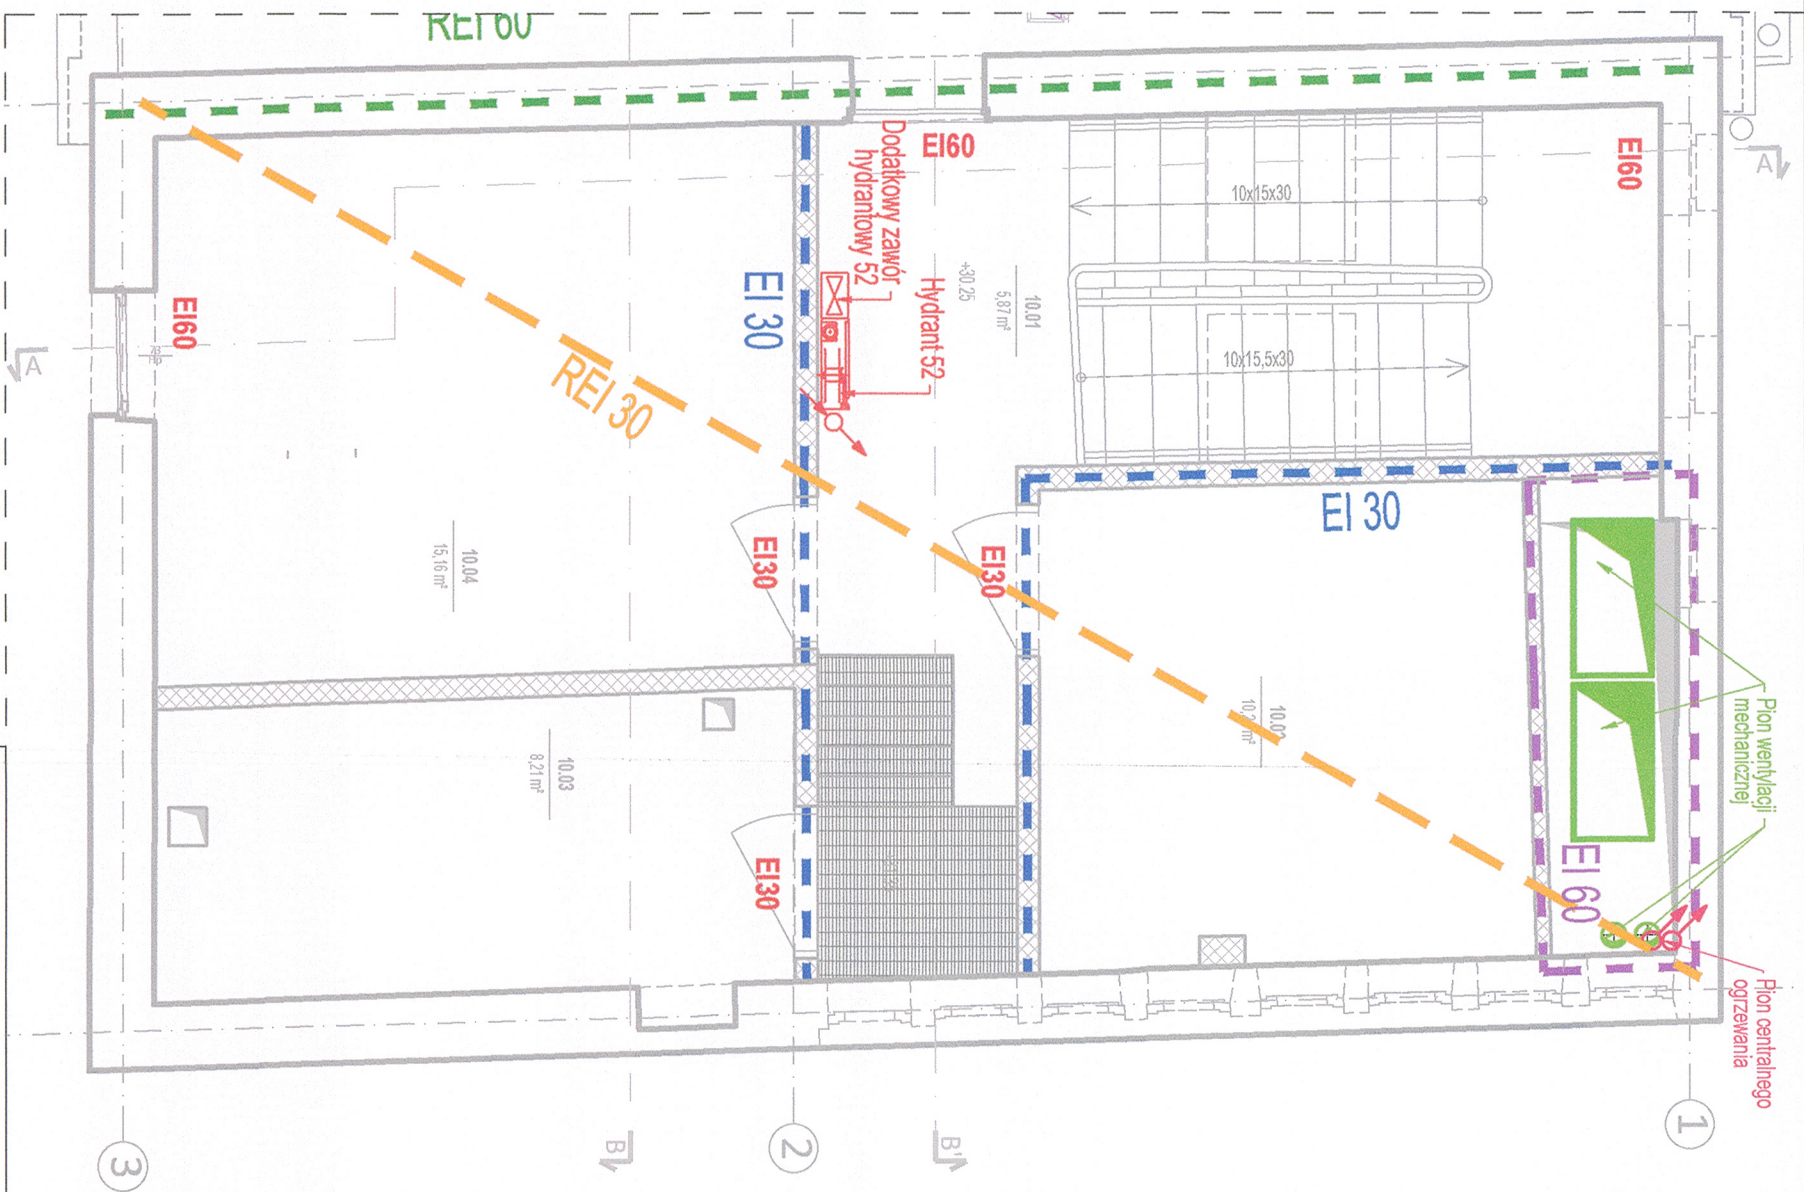 REI 60
EI60
EI60
A
10x15x30
Dodatkowy zawór
hydrantowy 52
Hydrant 52
+30.25
10.01
5,87 m²
EI 30
EI60
A
REI 30
10x15,5x30
EI 30
10.04
15,16 m²
EI30
EI30
10.02
Pion wentylacji
mechanicznej
10.03
8,21 m²
EI30
EI 60
Pion centralnego
ogrzewania
3
B
2
B'
1